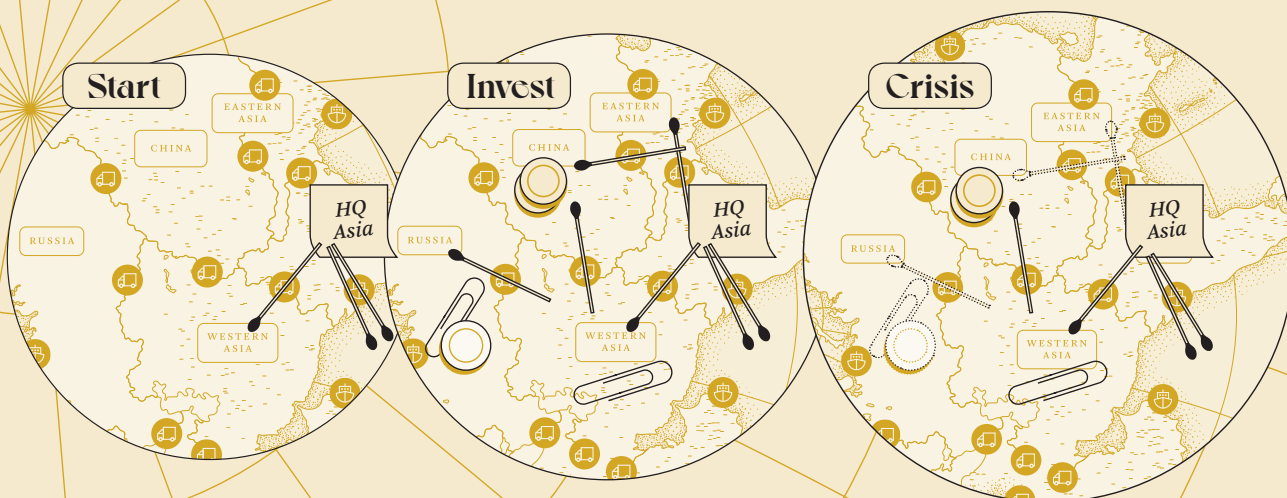 Start
EASTERN
ASIA
CHINA
HQ
Asia
RUSSIA
WESTERN
ASIA
Invest
EASTERN
ASIA
CHINA
HQ
Asia
RUSSIA
WESTERN
ASIA
Crisis
EASTERN
ASIA
CHINA
HQ
Asia
RUSSIA
WESTERN
ASIA